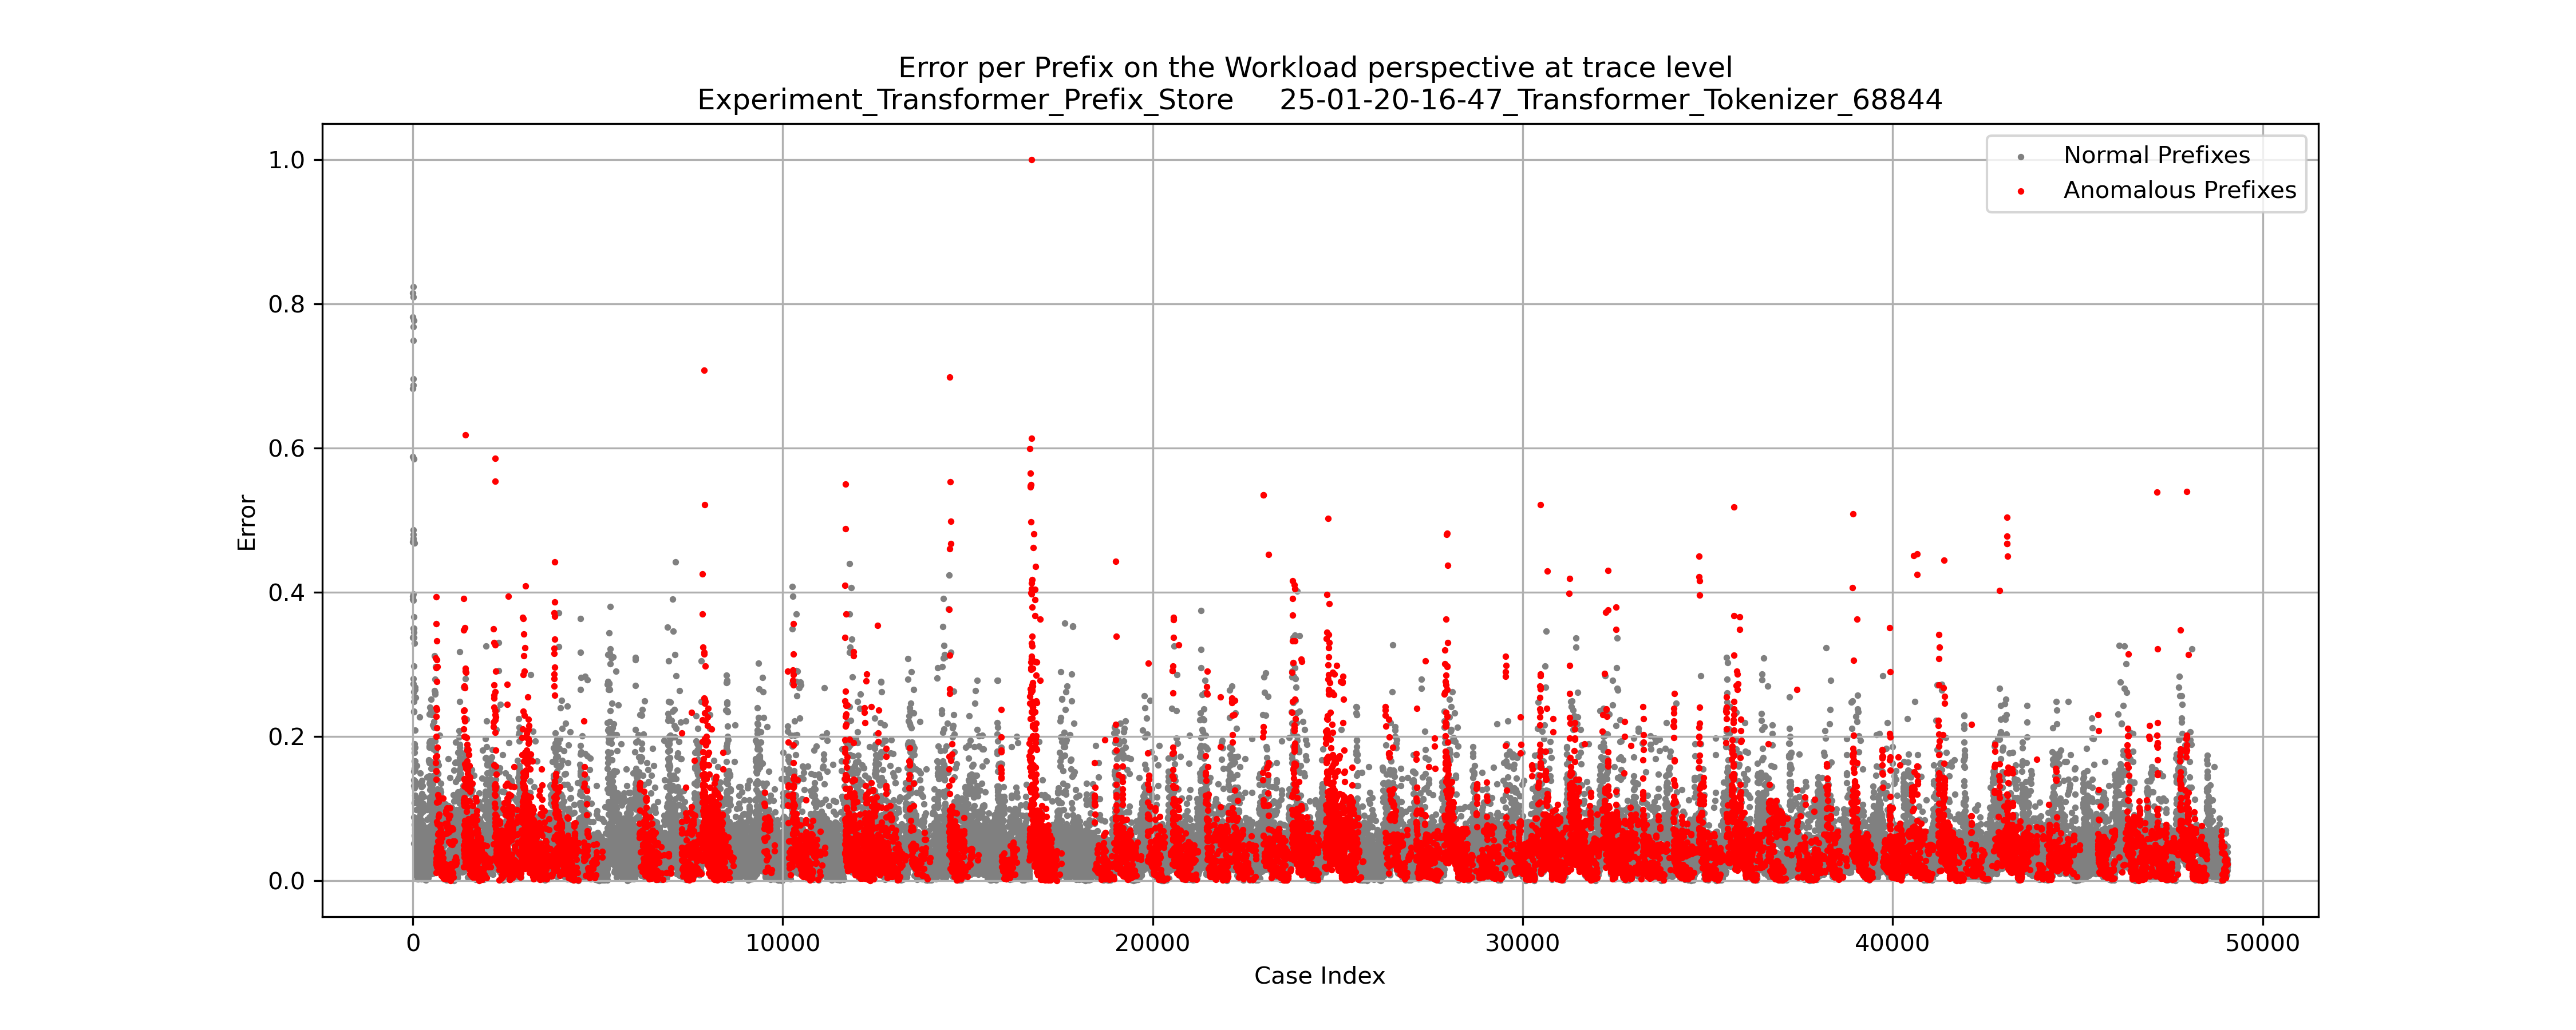 Error per Prefix on the Workload perspective at trace level
Experiment_Transformer_Prefix_Store     25-01-20-16-47_Transformer_Tokenizer_68844
Normal Prefixes
Anomalous Prefixes
1.0
0.8
0.6
0.4
0.2
0.0
Error
0
10000
20000
30000
40000
50000
Case Index